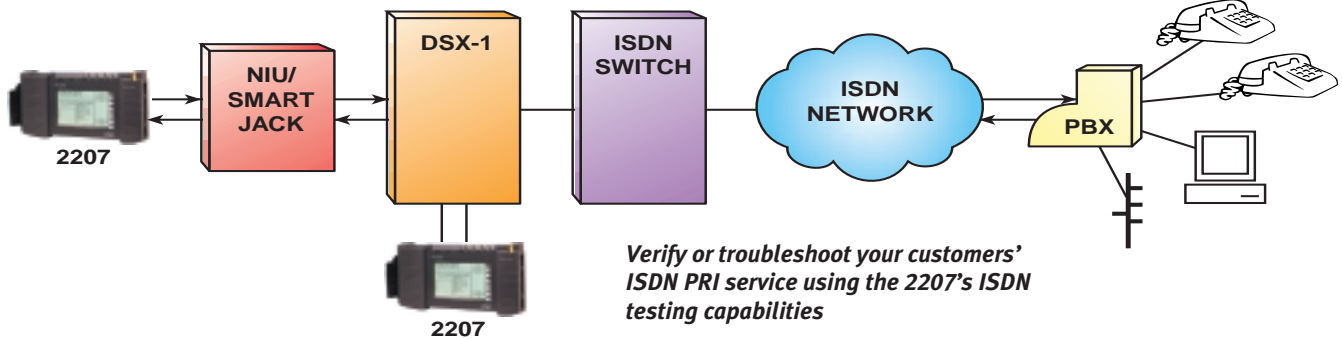 2207
NIU/
SMART
JACK
DSX-1
2207
ISDN
SWITCH
ISDN
NETWORK
PBX
Verify or troubleshoot your customers’
ISDN PRI service using the 2207’s ISDN
testing capabilities